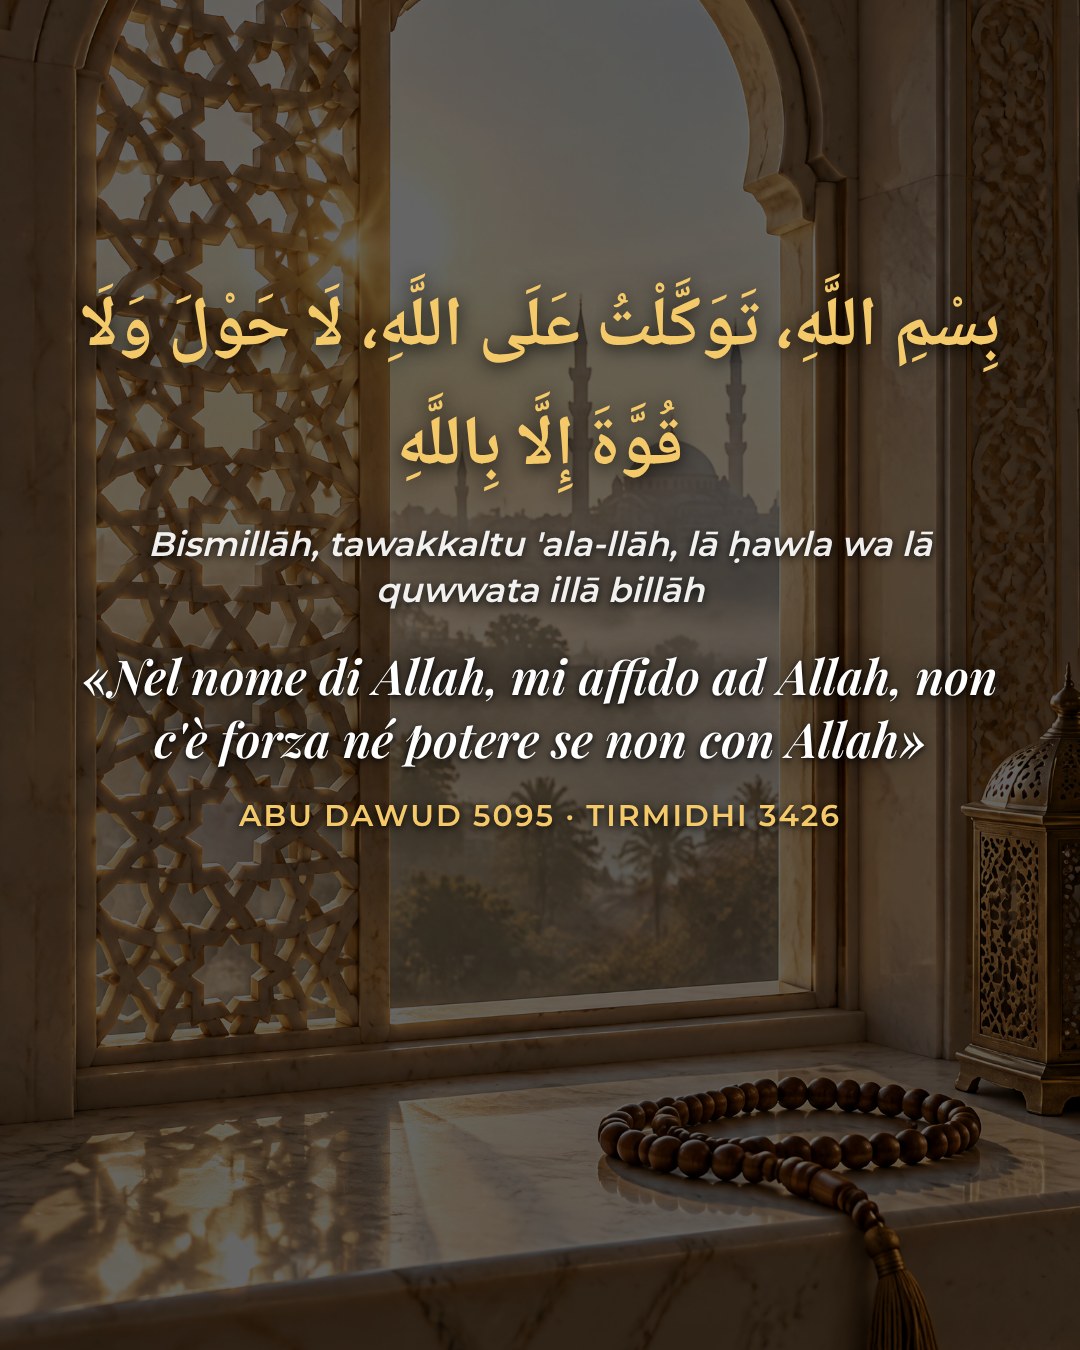 بِسْمِ اللَّهِ، تَوَكَّلْتُ عَلَى اللَّهِ، لَا حَوْلَ وَلَا
قُوَّةَ إِلَّا بِاللَّهِ
Bismillāh, tawakkaltu 'ala-llāh, lā ḥawla wa lā
quwwata illā billāh
«Nel nome di Allah, mi affido ad Allah, non
c'è forza né potere se non con Allah»
ABU DAWUD 5095 · TIRMIDHI 3426